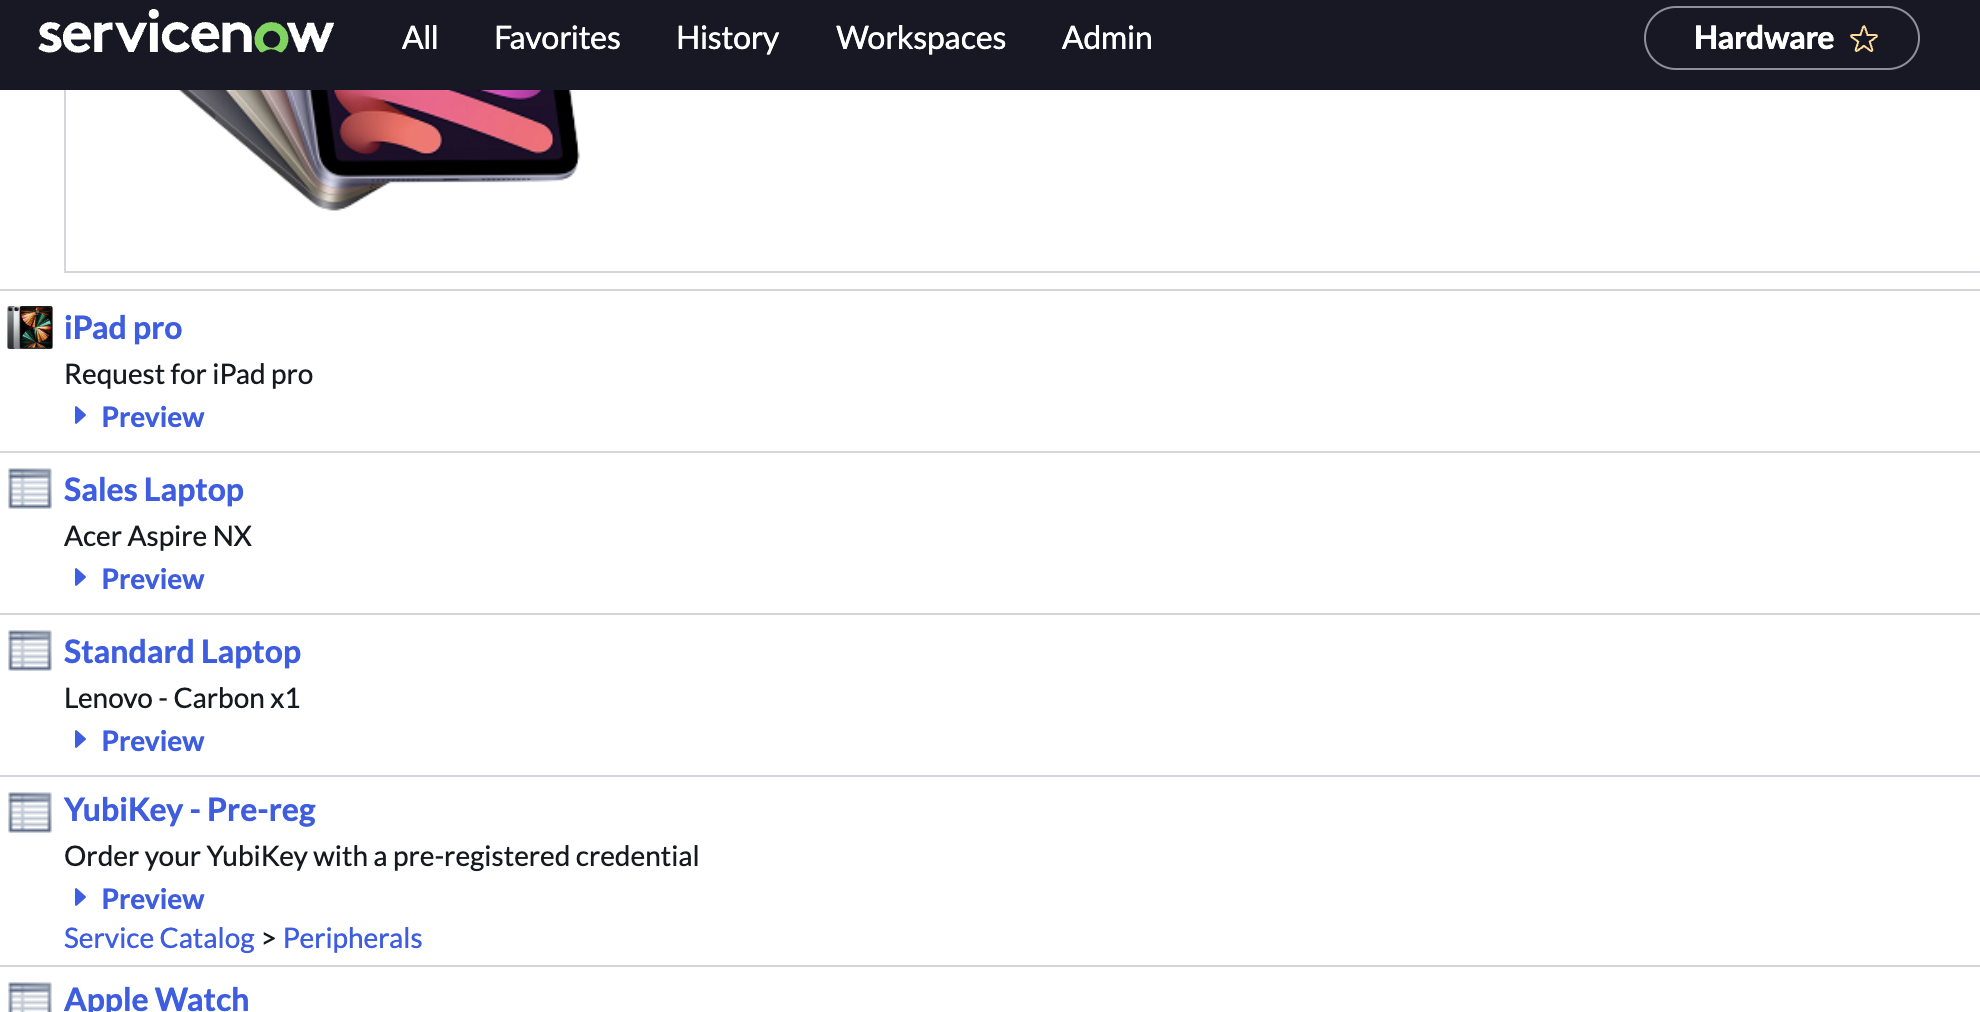 servicenow All Favorites History Workspaces Admin Hardware
iPad pro
Request for iPad pro
Preview
Sales Laptop
Acer Aspire NX
Preview
Standard Laptop
Lenovo - Carbon x1
Preview
YubiKey - Pre-reg
Order your YubiKey with a pre-registered credential
Preview
Service Catalog > Peripherals
Apple Watch